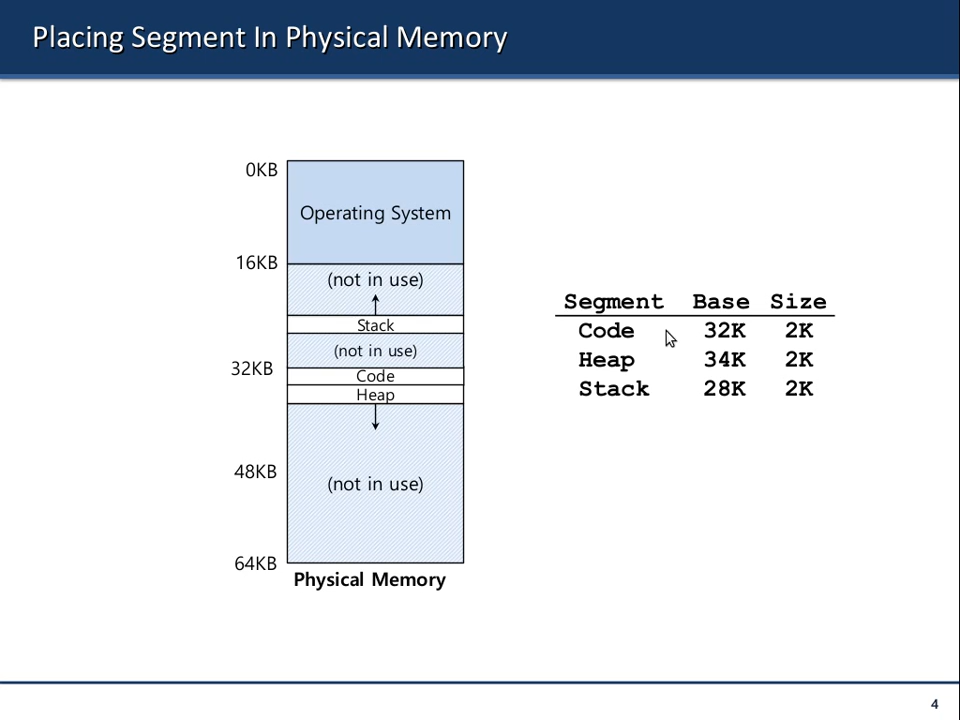 Placing Segment In Physical Memory
0KB
Operating System
16KB
(not in use)
Stack
(not in use)
32KB
Code
Heap
48KB
(not in use)
64KB
Physical Memory
Segment Base Size
Code 32K 2K
Heap 34K 2K
Stack 28K 2K
4